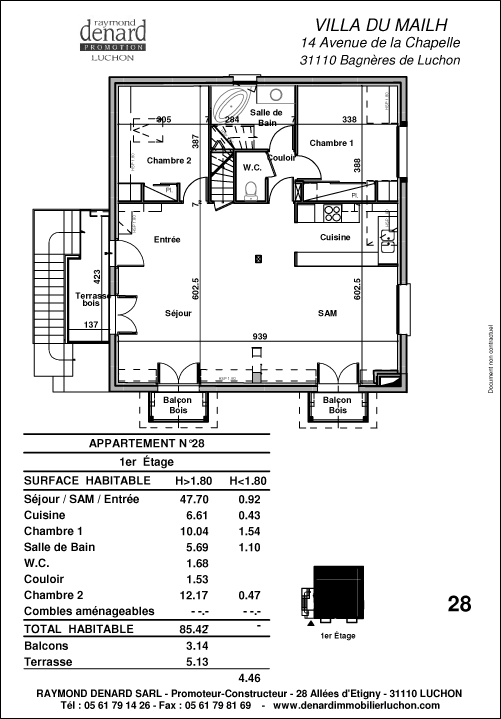 raymond
denard
PROMOTION
LUCHON
VILLA DU MAILH
14 Avenue de la Chapelle
31110 Bagnères de Luchon
HSP 1.80
305
7
284
7
338
Salle de
Bain
387
Chambre 2
Chambre 1
388
Couloir
W.C.
Pl.
Pl.
7
Entrée
Cuisine
423
602.5
602.5
Terrasse
bois
137
Séjour
SAM
939
Balcon
Bois
Balcon
Bois
Document non contractuel
APPARTEMENT N°28
1er Étage
SURFACE HABITABLE H>1.80 H<1.80
Séjour / SAM / Entrée 47.70 0.92
Cuisine 6.61 0.43
Chambre 1 10.04 1.54
Salle de Bain 5.69 1.10
W.C. 1.68
Couloir 1.53
Chambre 2 12.17 0.47
Combles aménageables - -.- - -.-
TOTAL HABITABLE 85.42 -
Balcons 3.14
Terrasse 5.13
4.46
1er Étage
28
RAYMOND DENARD SARL - Promoteur-Constructeur - 28 Allées d'Etigny - 31110 LUCHON
Tél : 05 61 79 14 26 - Fax : 05 61 79 81 69 - www.denardimmobilierluchon.com